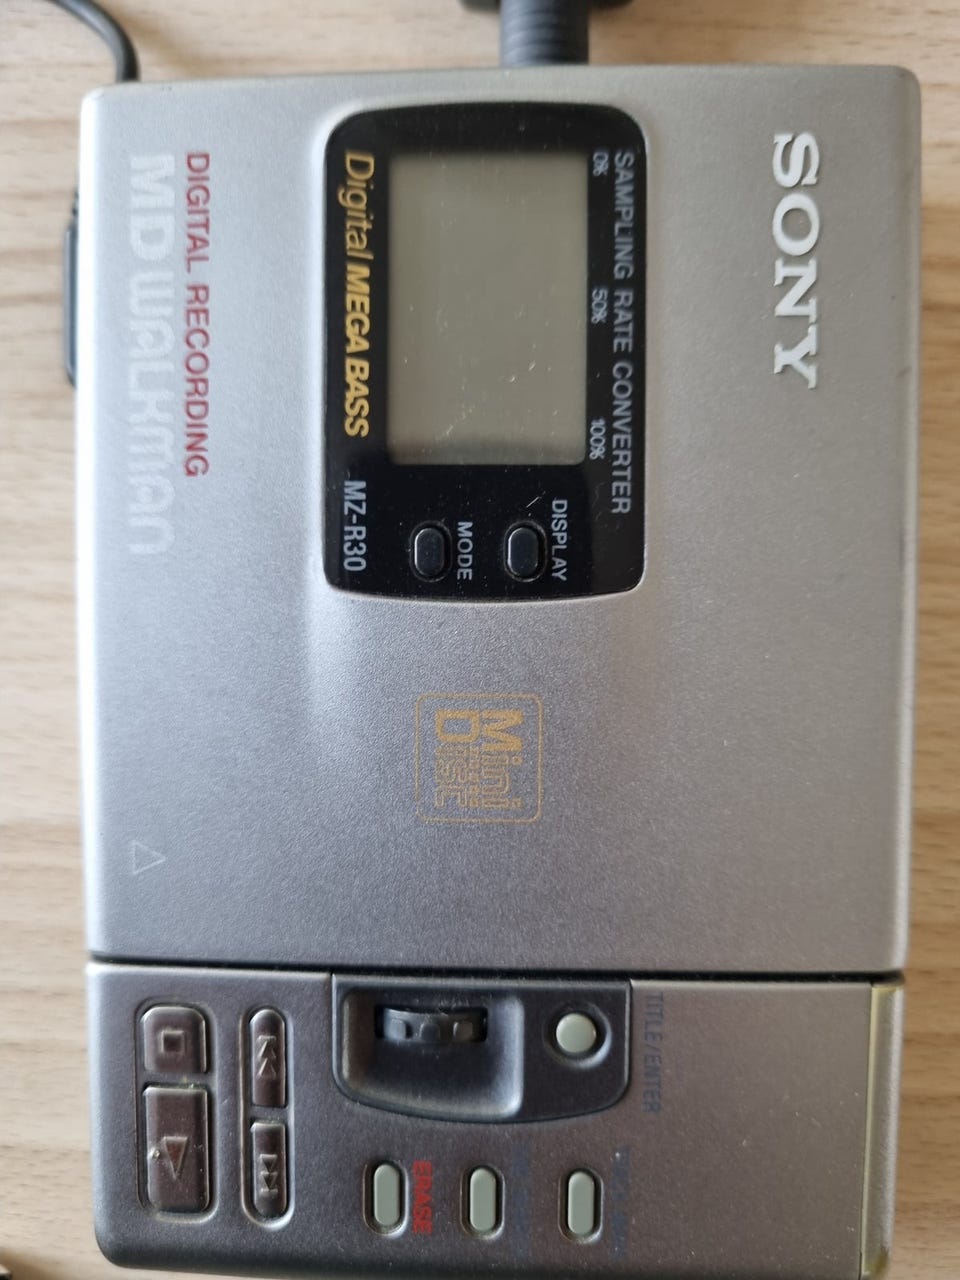 SONY
SAMPLING RATE CONVERTER
0% 50% 100%
Digital MEGA BASS
DISPLAY
MODE
MZ-R30
DIGITAL RECORDING
MD WALKMAN
Mini
Disc
TITLE/ENTER
ERASE